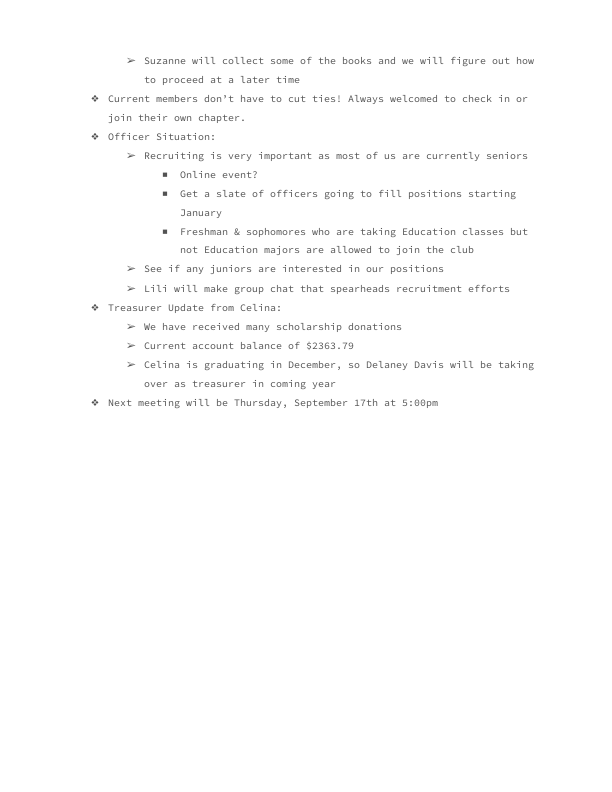 ➢ Suzanne will collect some of the books and we will figure out how
to proceed at a later time
❖ Current members don’t have to cut ties! Always welcomed to check in or
join their own chapter.
❖ Officer Situation:
➢ Recruiting is very important as most of us are currently seniors
■ Online event?
■ Get a slate of officers going to fill positions starting
January
■ Freshman & sophomores who are taking Education classes but
not Education majors are allowed to join the club
➢ See if any juniors are interested in our positions
➢ Lili will make group chat that spearheads recruitment efforts
❖ Treasurer Update from Celina:
➢ We have received many scholarship donations
➢ Current account balance of $2363.79
➢ Celina is graduating in December, so Delaney Davis will be taking
over as treasurer in coming year
❖ Next meeting will be Thursday, September 17th at 5:00pm